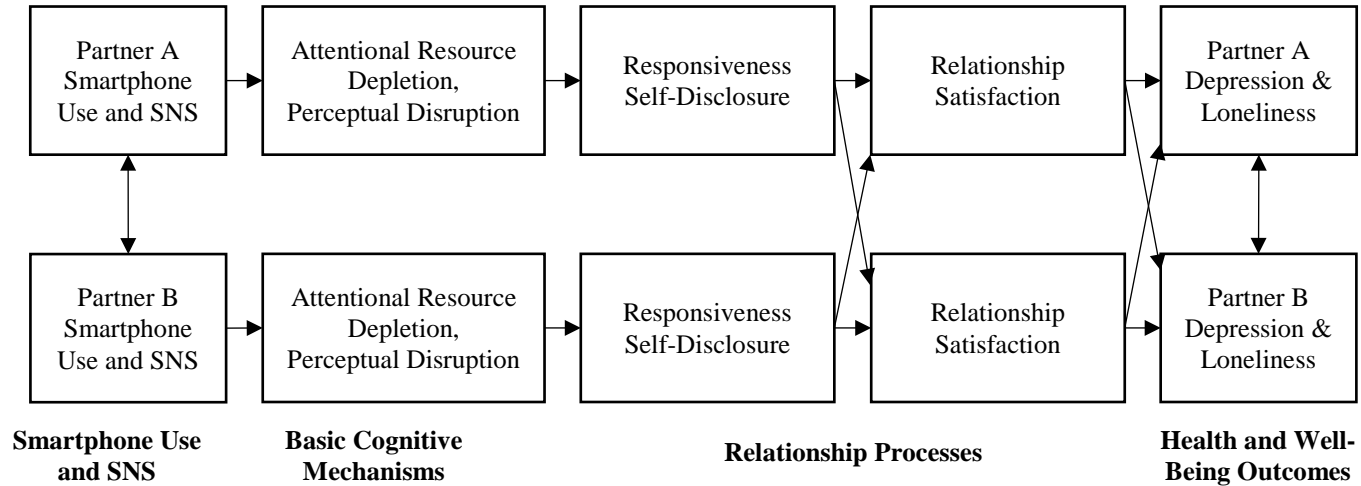 Partner A
Smartphone
Use and SNS
Attentional Resource
Depletion,
Perceptual Disruption
Responsiveness
Self-Disclosure
Relationship
Satisfaction
Partner A
Depression &
Loneliness
Partner B
Smartphone
Use and SNS
Attentional Resource
Depletion,
Perceptual Disruption
Responsiveness
Self-Disclosure
Relationship
Satisfaction
Partner B
Depression &
Loneliness
Smartphone Use
and SNS
Basic Cognitive
Mechanisms
Relationship Processes
Health and Well-
Being Outcomes